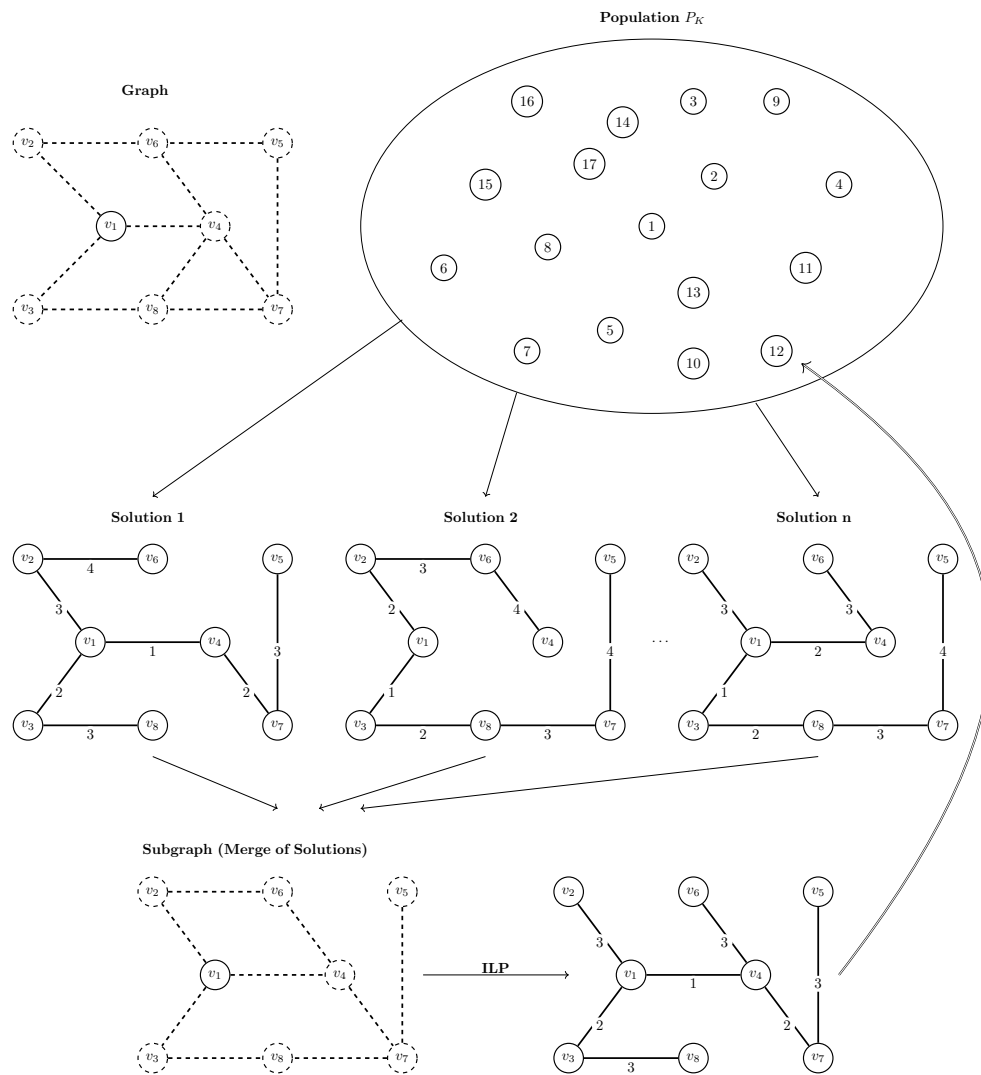 Population $P_K$
Graph
16
3
9
14
v2
v6
v5
17
2
15
4
v1
v4
1
8
6
11
13
v3
v8
v7
5
7
12
10
Solution 1
Solution 2
Solution n
v2
4
v6
v5
v2
3
v6
v5
v2
v6
v5
3
2
4
3
3
v1
1
v4
3
v1
v4
4
...
v1
2
v4
4
2
2
1
1
v3
3
v8
v7
v3
2
v8
3
v7
v3
2
v8
3
v7
Subgraph (Merge of Solutions)
v2
v6
v5
v2
v6
v5
3
3
v1
v4
ILP
v1
1
v4
3
2
2
v3
v8
v7
v3
3
v8
v7